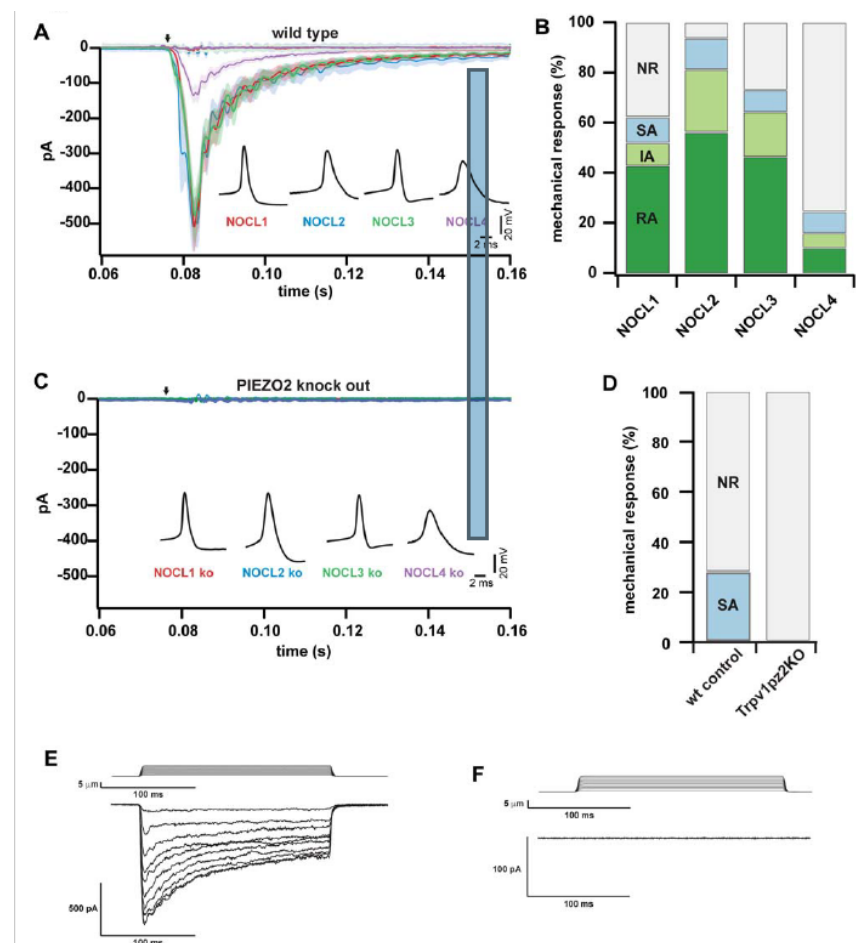 A
wild type
0
-100
-200
-300
-400
-500
pA
NOCL1 NOCL2 NOCL3 NOCL4
20 mV
2 ms
0.06 0.08 0.10 0.12 0.14 0.16
time (s)
B
100
80
60
40
20
0
mechanical response (%)
NR
SA
IA
RA
NOCL1 NOCL2 NOCL3 NOCL4
C
PIEZO2 knock out
0
-100
-200
-300
-400
-500
pA
NOCL1 ko NOCL2 ko NOCL3 ko NOCL4 ko
20 mV
2 ms
0.06 0.08 0.10 0.12 0.14 0.16
time (s)
D
100
80
60
40
20
0
mechanical response (%)
NR
SA
wt control Trpv1pz2KO
E
5 μm
100 ms
500 pA
100 ms
F
5 μm
100 ms
100 pA
100 ms